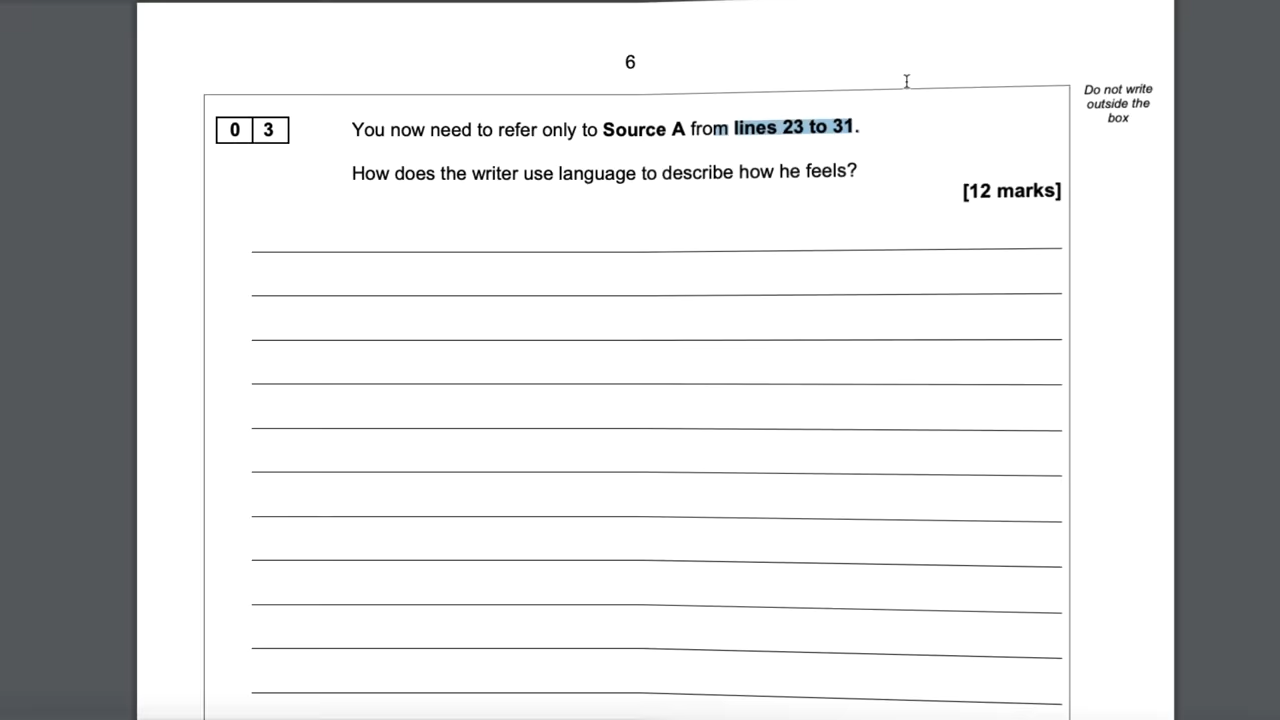 6
Do not write
outside the
box
0 3 You now need to refer only to Source A from lines 23 to 31.
How does the writer use language to describe how he feels?
[12 marks]